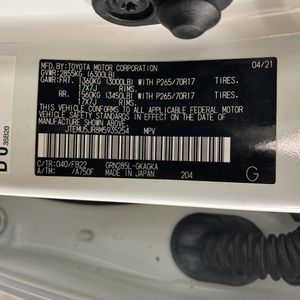 MFD. BY: TOYOTA MOTOR CORPORATION 04/21
GVWR: 2855KG (6300LB)
GAWR: FRT. 1360KG (3000LB) WITH P265/70R17 TIRES,
17X7J RIMS, AT
RR. 1560KG (3450LB) WITH P265/70R17 TIRES,
17X7J RIMS, AT
THIS VEHICLE CONFORMS TO ALL APPLICABLE FEDERAL MOTOR
VEHICLE SAFETY STANDARDS IN EFFECT ON THE DATE OF
MANUFACTURE SHOWN ABOVE.
JTEMU5JR8M5935254 MPV
C/TR: 040/FB22 GRN285L-GKAGKA
A/TM: /A750F MADE IN JAPAN 204 G
35B20